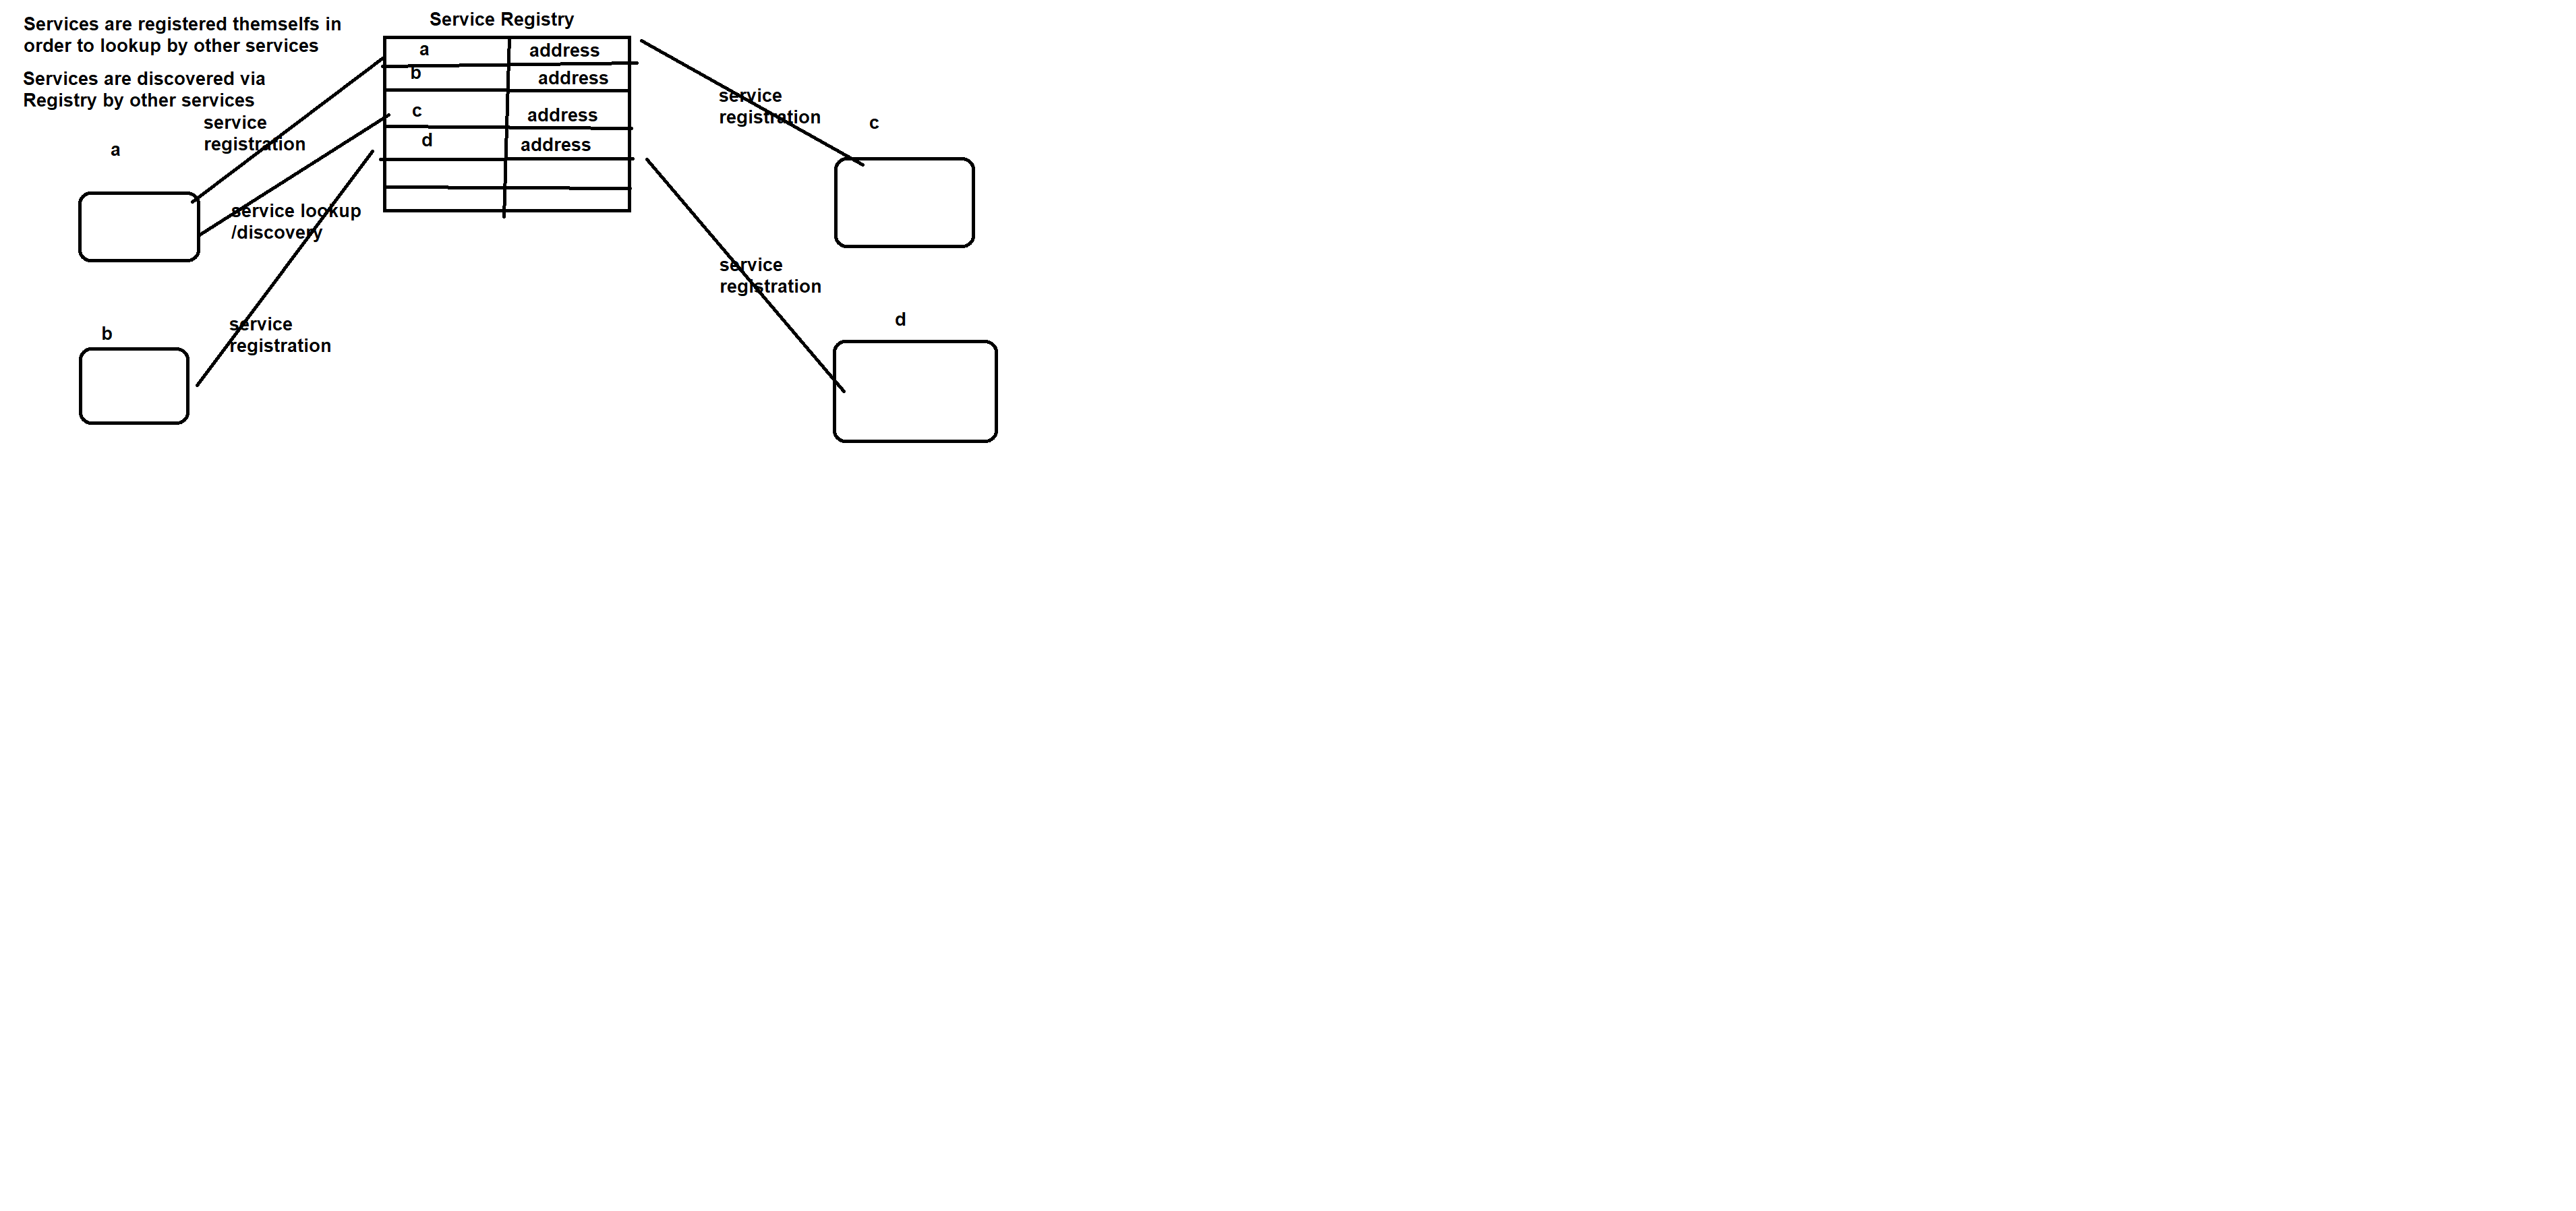 Services are registered themselfs in
order to lookup by other services
Services are discovered via
Registry by other services
Service Registry
a address
b address
c address
d address
service
registration
a
service lookup
/discovery
service
registration
b
service
registration
c
service
registration
d